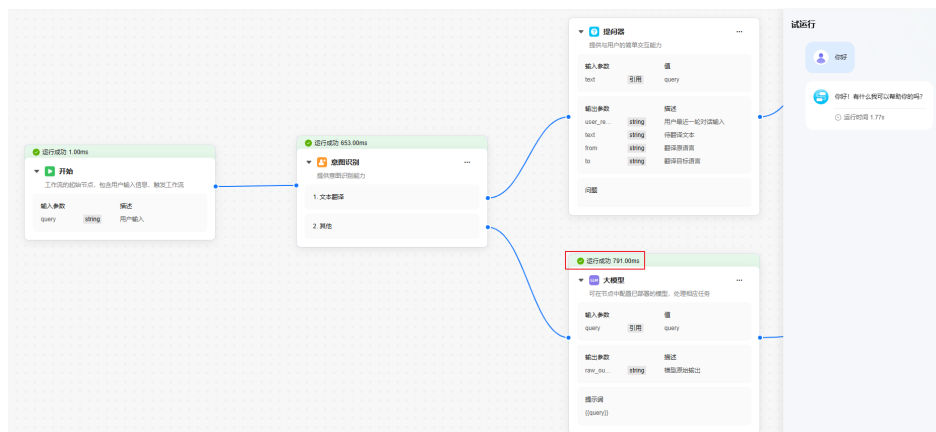 运行成功 1.00ms
开始
工作流的起始节点，包含用户输入信息、触发工作流
输入参数 描述
query string 用户输入
运行成功 653.00ms
意图识别 ...
提供意图识别能力
1. 文本翻译
2. 其他
提问器 ...
提供与用户的简单交互能力
输入参数 值
text 引用 query
输出参数 描述
user_re... string 用户最近一轮对话输入
text string 待翻译文本
from string 翻译原语言
to string 翻译目标语言
问题
运行成功 791.00ms
LLM 大模型 ...
可在节点中配置已部署的模型，处理相应任务
输入参数 值
query 引用 query
输出参数 描述
raw_ou... string 模型原始输出
提示词
{{query}}
试运行
你好
你好！有什么我可以帮助你的吗?
运行时间 1.77s